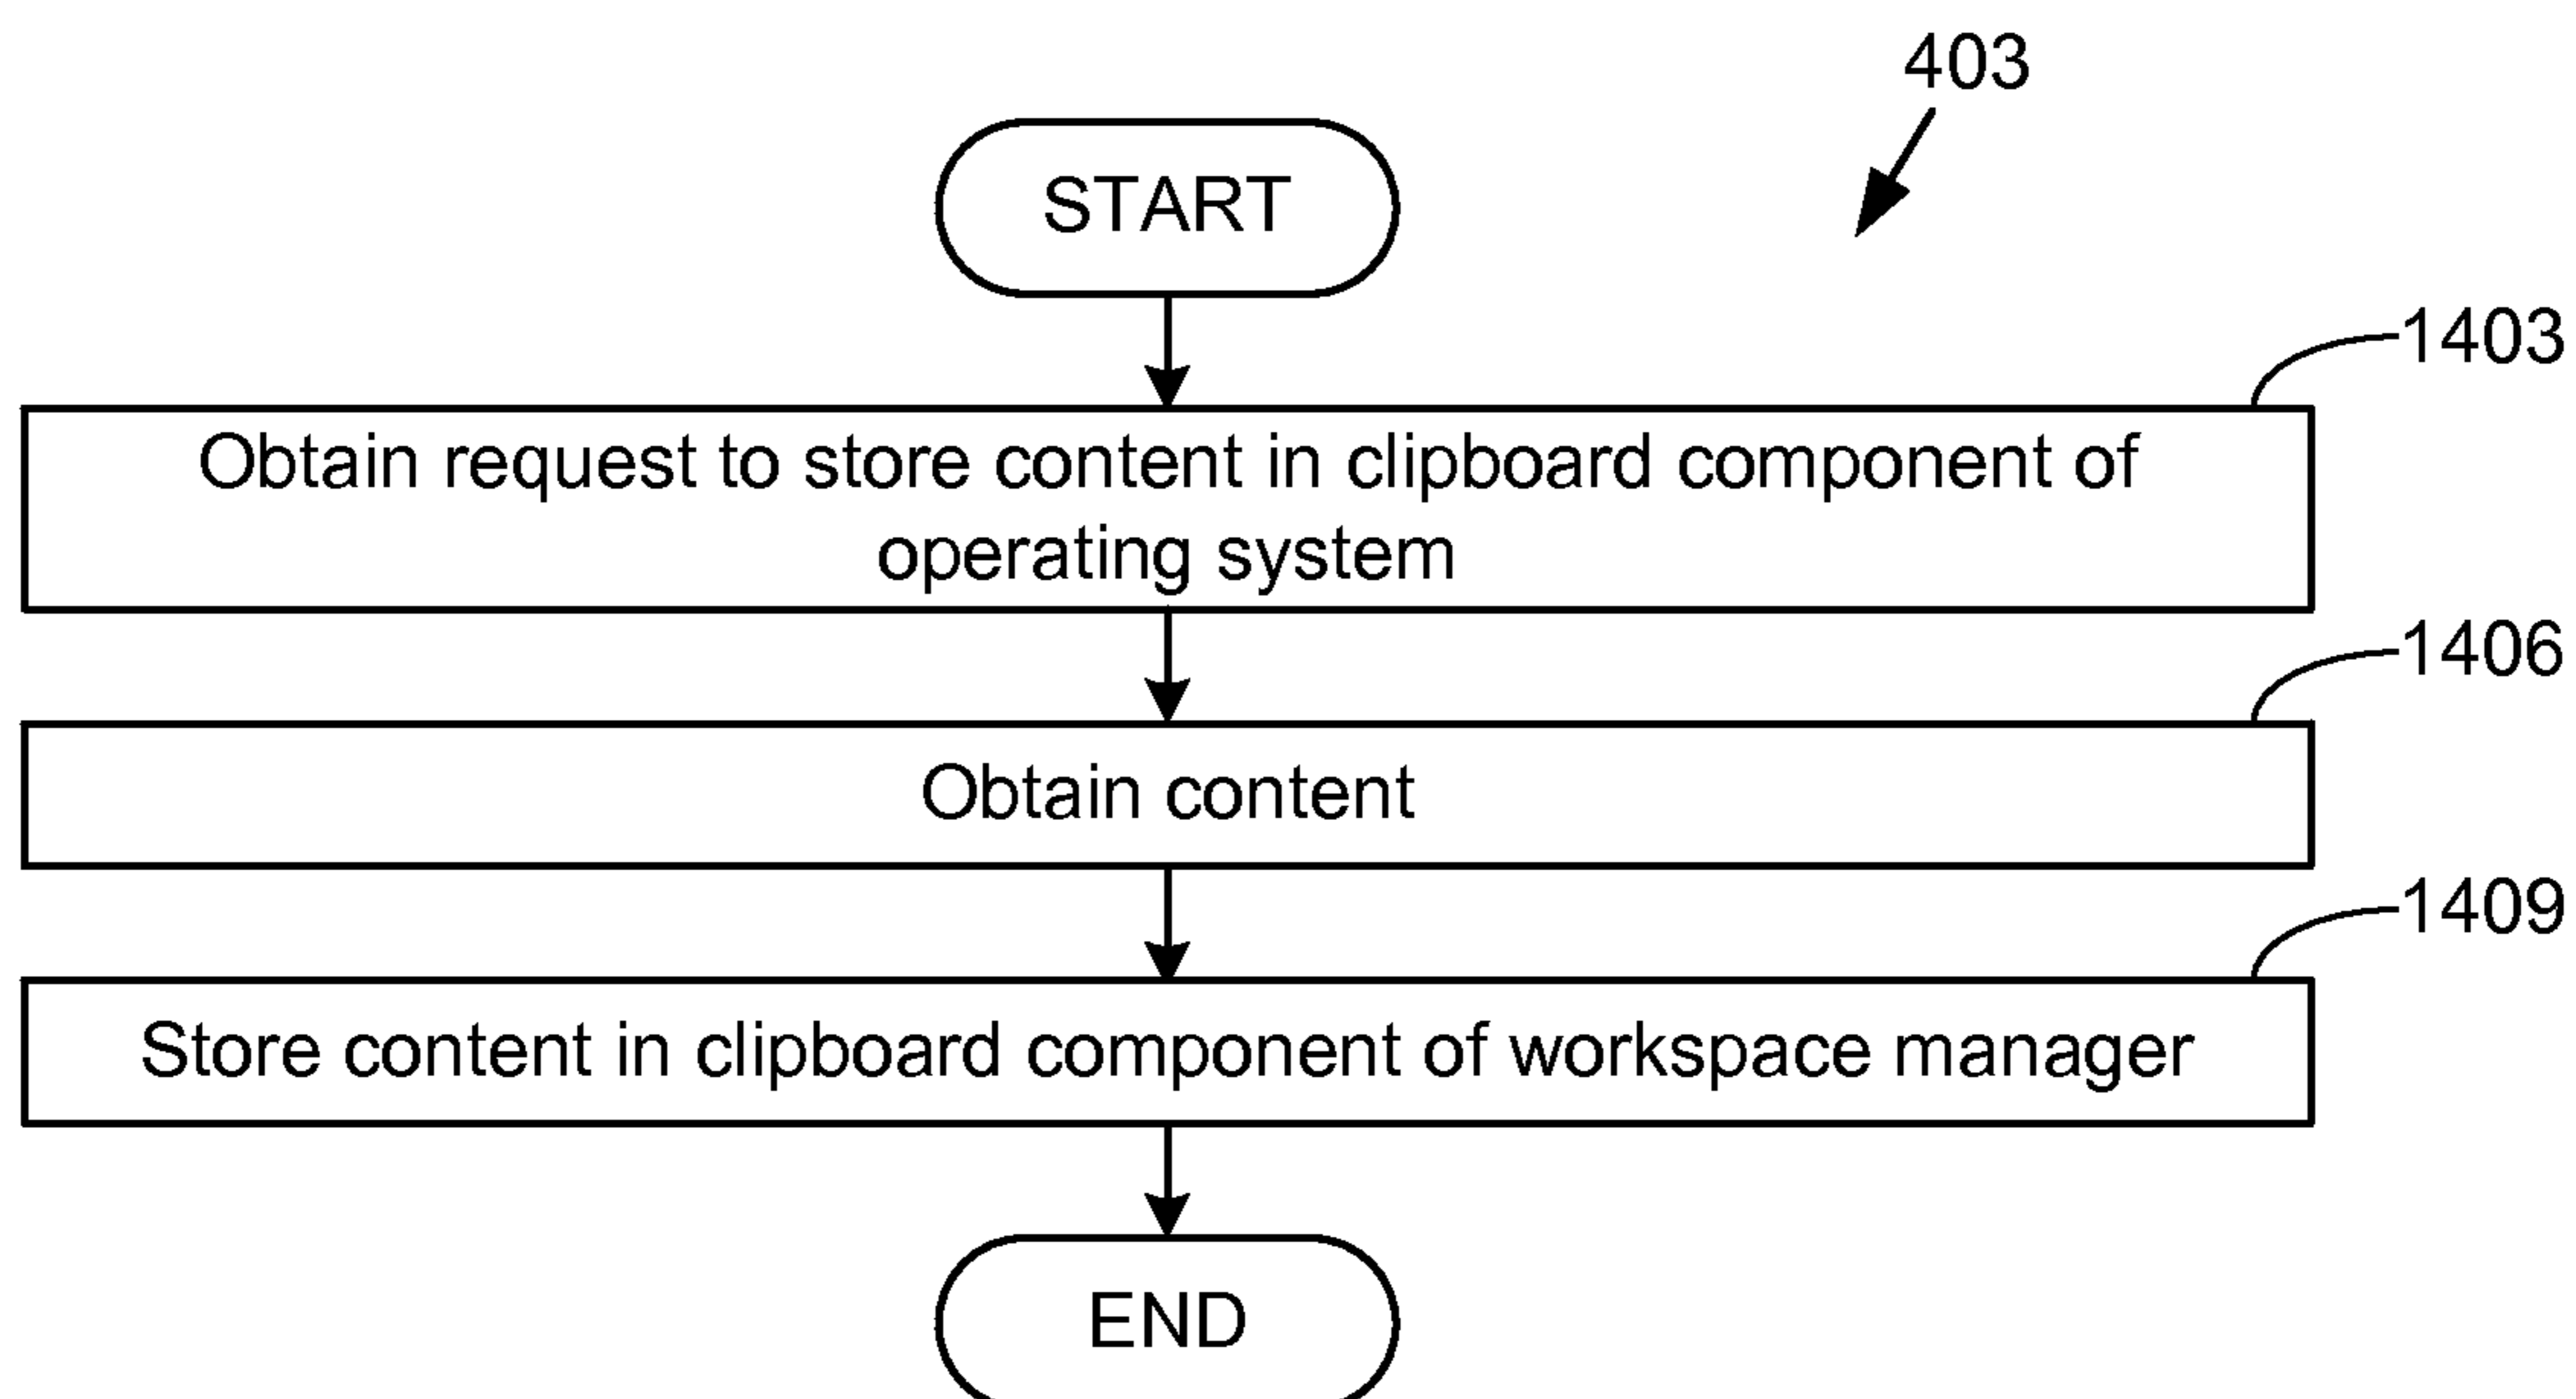 403
START
1403
Obtain request to store content in clipboard component of
operating system
1406
Obtain content
1409
Store content in clipboard component of workspace manager
END